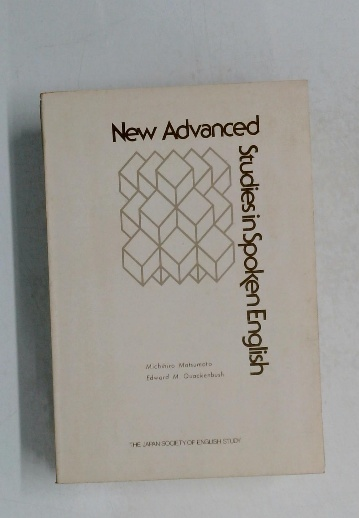 New Advanced
Studies in Spoken English
Michihiro Matsumoto
Edward M. Quackenbush
THE JAPAN SOCIETY OF ENGLISH STUDY